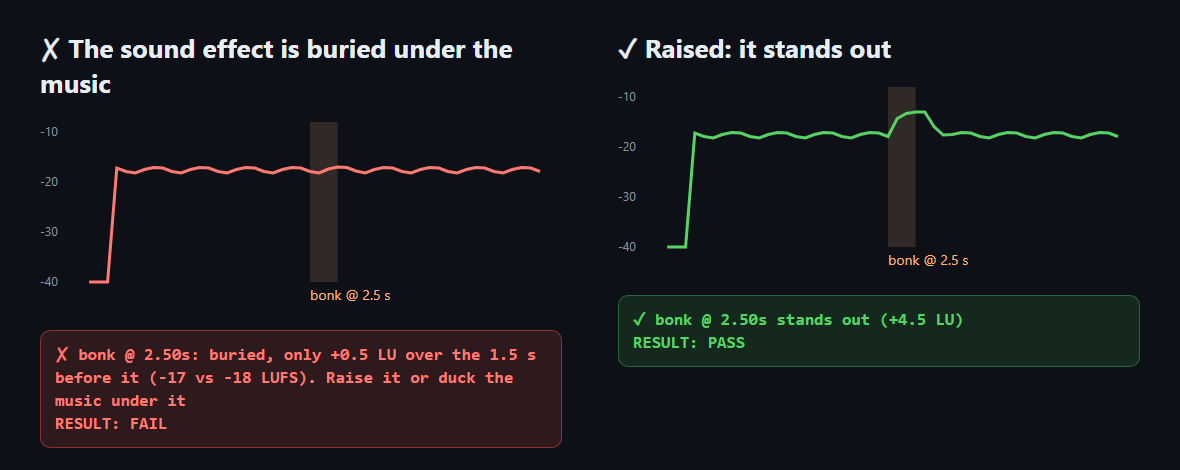 ✗ The sound effect is buried under the
music
-10
-20
-30
-40
bonk @ 2.5 s
✗ bonk @ 2.50s: buried, only +0.5 LU over the 1.5 s
before it (-17 vs -18 LUFS). Raise it or duck the
music under it
RESULT: FAIL
✓ Raised: it stands out
-10
-20
-30
-40
bonk @ 2.5 s
✓ bonk @ 2.50s stands out (+4.5 LU)
RESULT: PASS